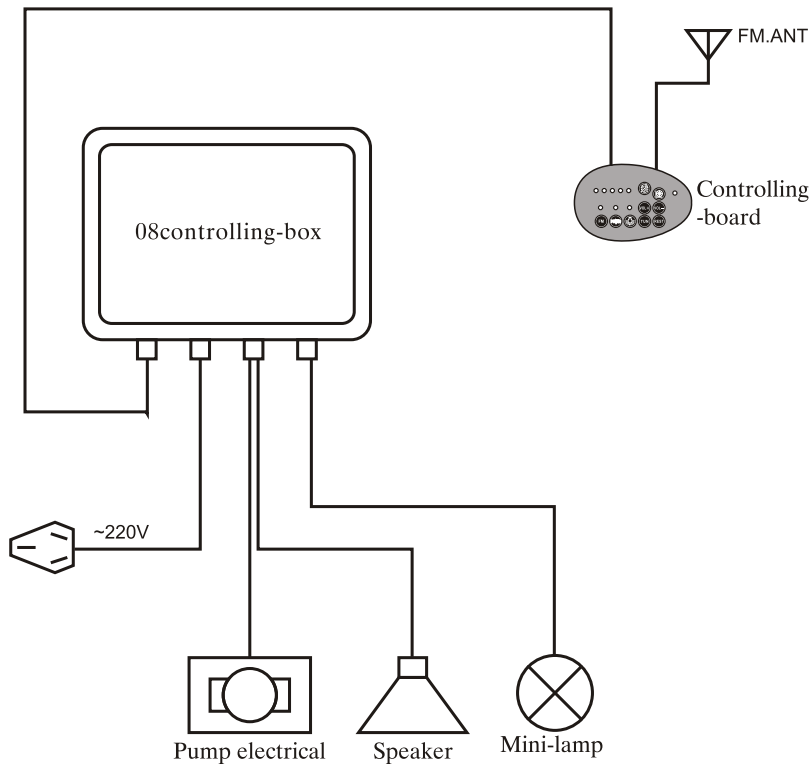 FM.ANT
Controlling
-board
08controlling-box
~220V
Pump electrical
Speaker
Mini-lamp